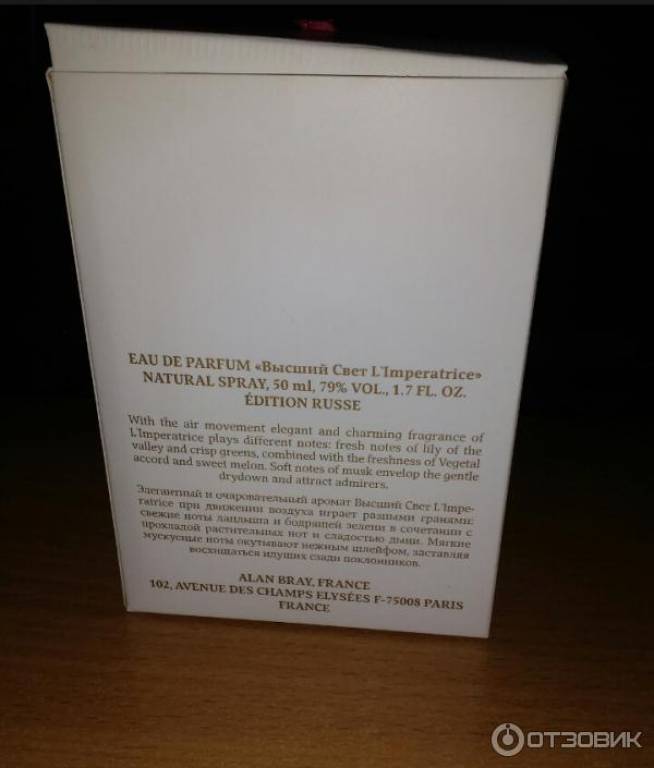 EAU DE PARFUM «Высший Свет L'Imperatrice»
NATURAL SPRAY, 50 ml, 79% VOL., 1.7 FL. OZ.
ÉDITION RUSSE
With the air movement elegant and charming fragrance of
L'Imperatrice plays different notes: fresh notes of lily of the
valley and crisp greens, combined with the freshness of Vegetal
accord and sweet melon. Soft notes of musk envelop the gentle
drydown and attract admirers.
Элегантный и очаровательный аромат Высший Свет L'Impe-
ratrice при движении воздуха играет разными гранями:
свежие ноты ландыша и бодрящей зелени в сочетании с
прохладой растительных нот и сладостью дыни. Мягкие
мускусные ноты окутывают нежным шлейфом, заставляя
восхищаться идущих сзади поклонников.
ALAN BRAY, FRANCE
102, AVENUE DES CHAMPS ELYSÉES F-75008 PARIS
FRANCE
ОТЗОВИК